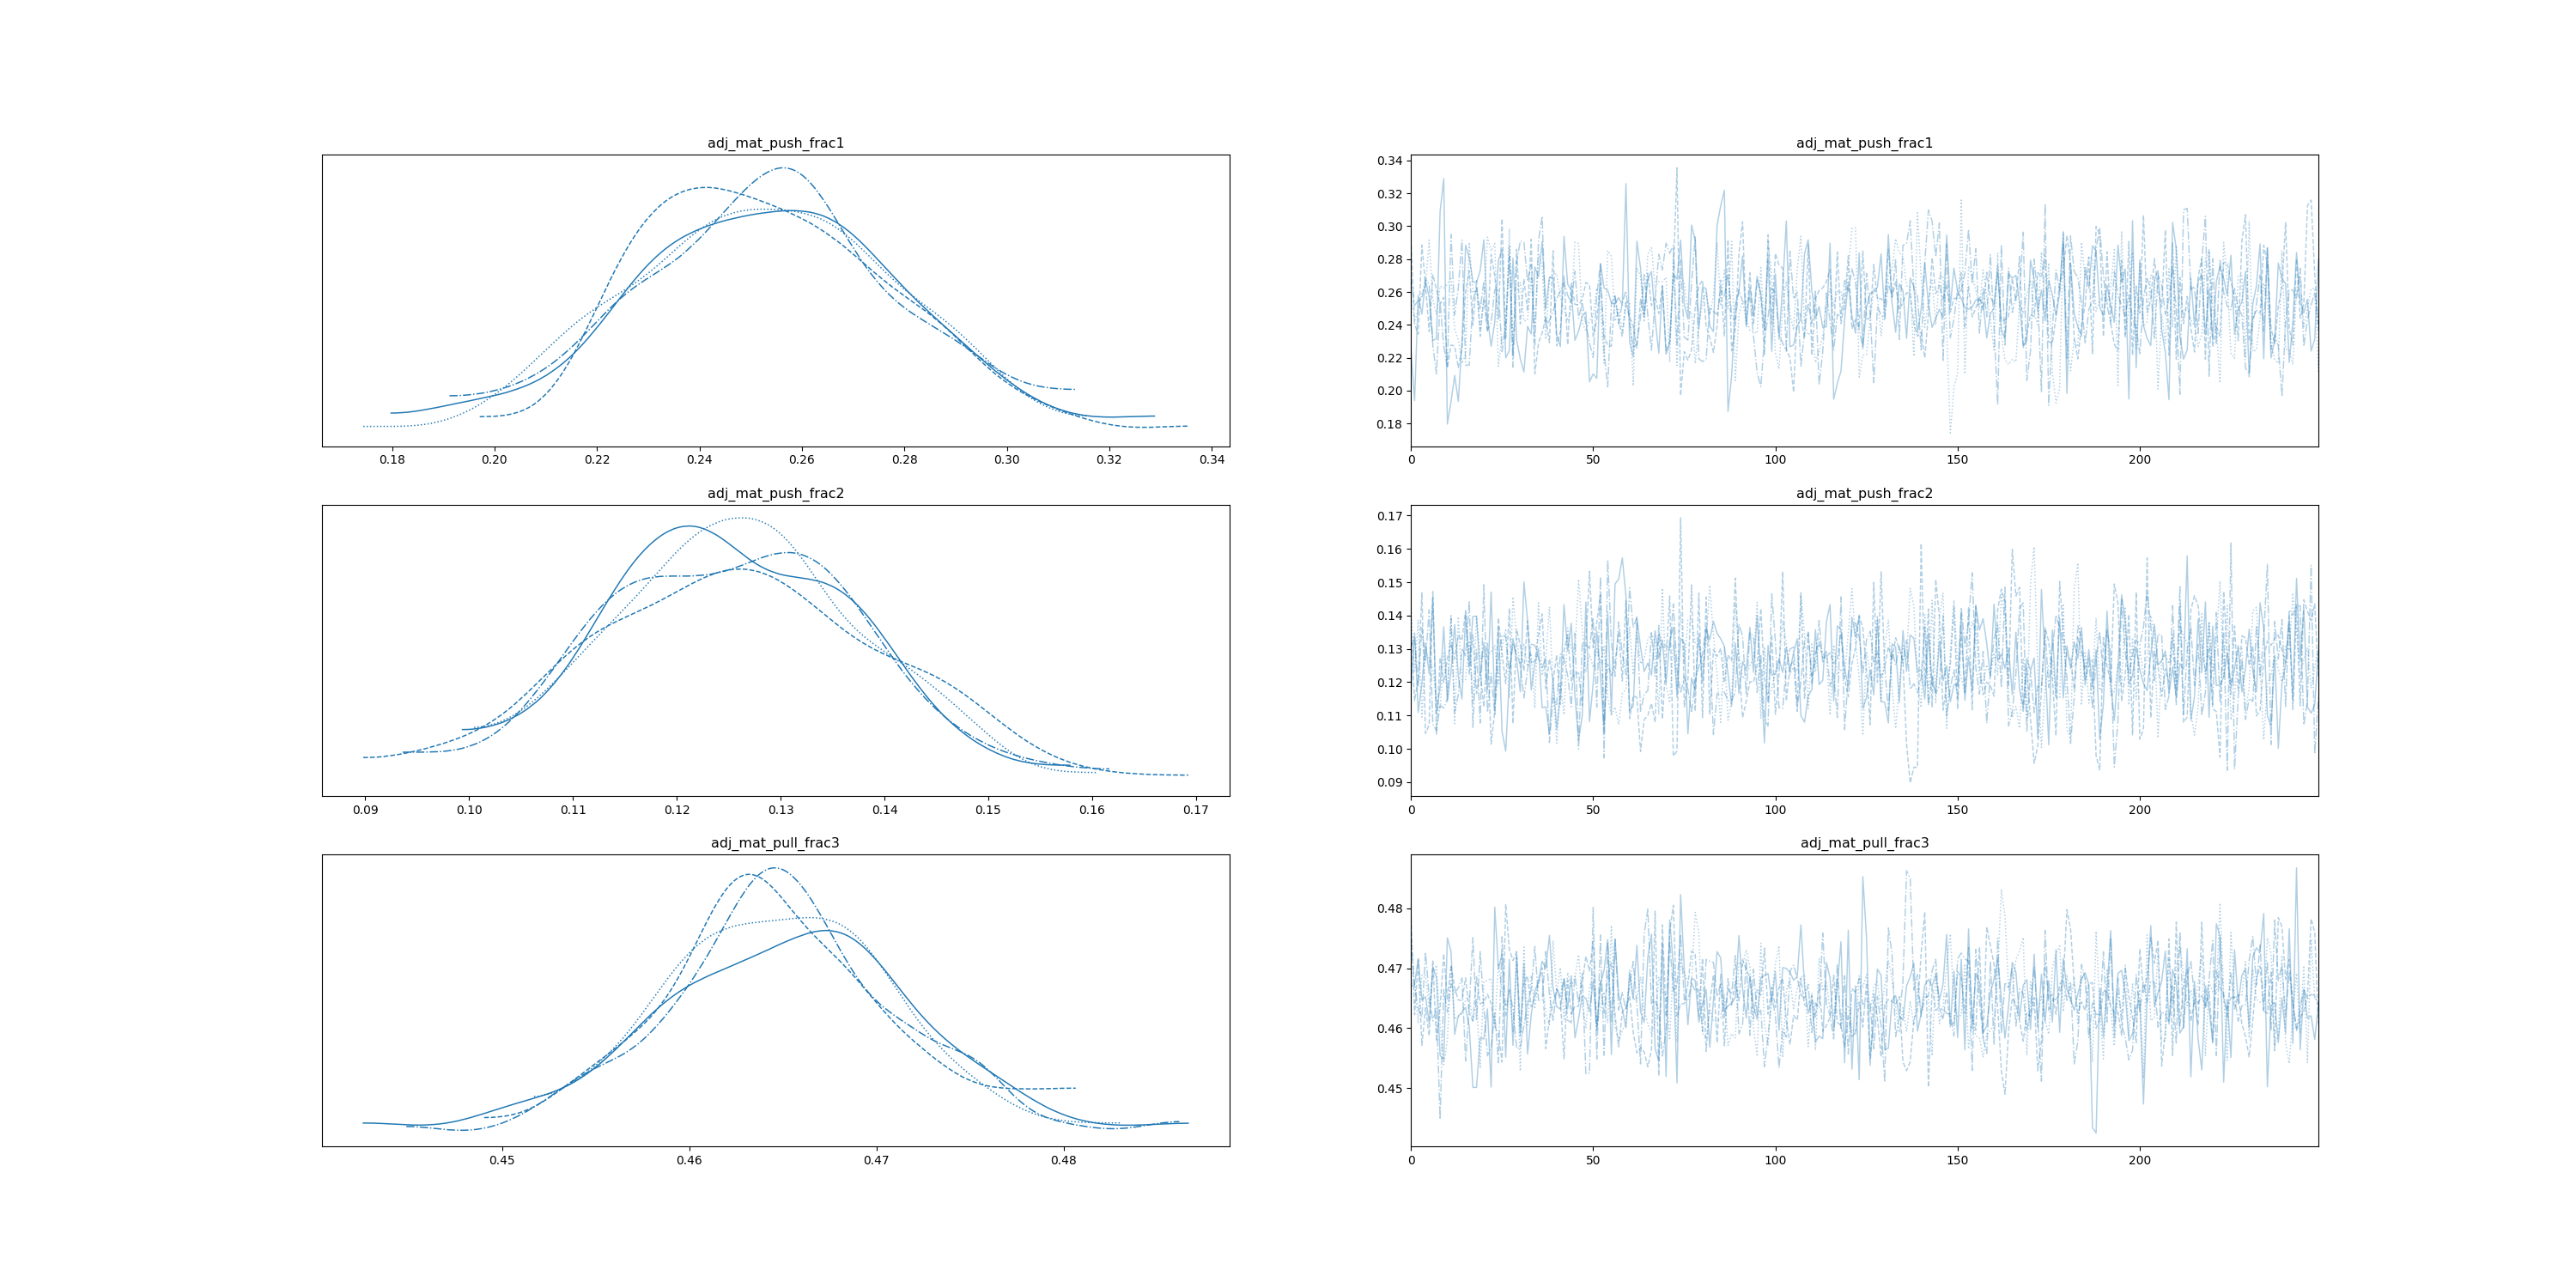 adj_mat_push_frac1
0.18 0.20 0.22 0.24 0.26 0.28 0.30 0.32 0.34
adj_mat_push_frac1
0.34
0.32
0.30
0.28
0.26
0.24
0.22
0.20
0.18
0 50 100 150 200
adj_mat_push_frac2
0.09 0.10 0.11 0.12 0.13 0.14 0.15 0.16 0.17
adj_mat_push_frac2
0.17
0.16
0.15
0.14
0.13
0.12
0.11
0.10
0.09
0 50 100 150 200
adj_mat_pull_frac3
0.45 0.46 0.47 0.48
adj_mat_pull_frac3
0.48
0.47
0.46
0.45
0 50 100 150 200